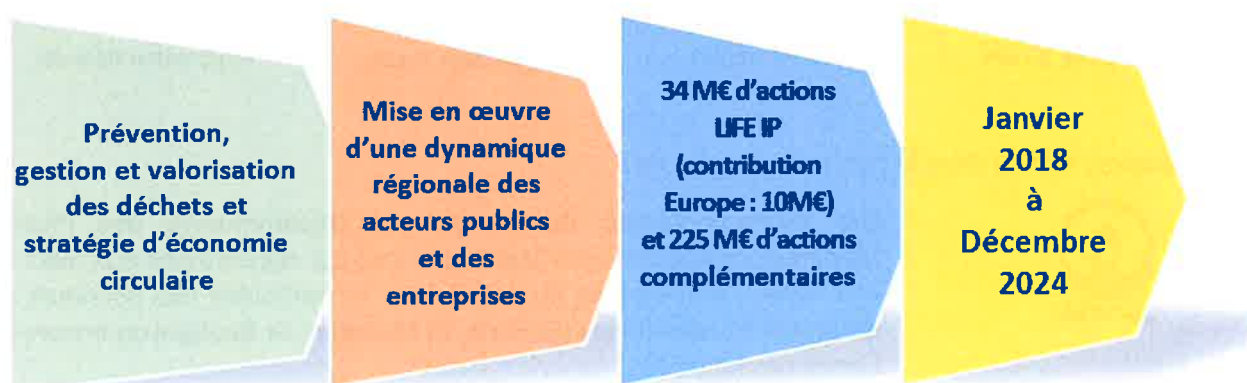 Prévention,
gestion et valorisation
des déchets et
stratégie d'économie
circulaire
Mise en œuvre
d'une dynamique
régionale des
acteurs publics
et des
entreprises
34 M€ d'actions
LIFE IP
(contribution
Europe : 10M€)
et 225 M€ d'actions
complémentaires
Janvier
2018
à
Décembre
2024